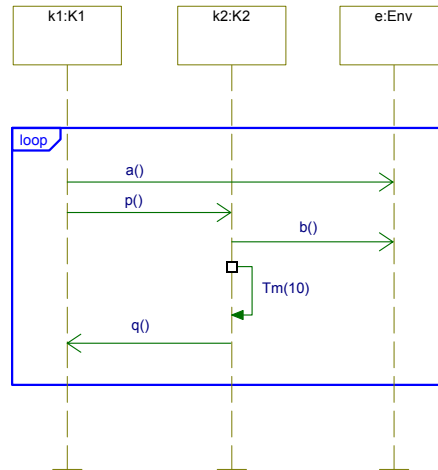 k1:K1 k2:K2 e:Env
loop
a()
p()
b()
Tm(10)
q()